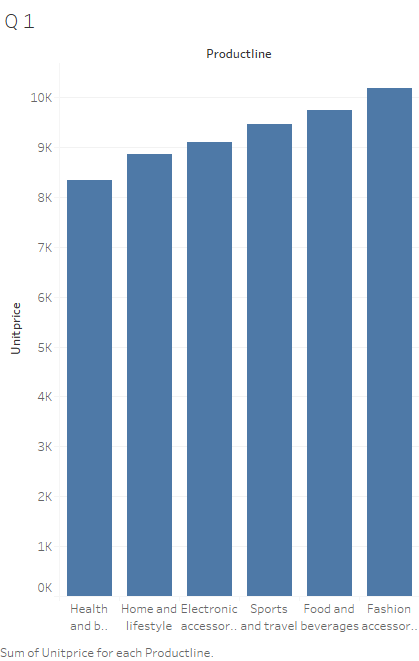 Q 1
Productline
10K
9K
8K
7K
6K
5K
4K
3K
2K
1K
0K
Unitprice
Health and b..
Home and lifestyle
Electronic accessor..
Sports and travel
Food and beverages
Fashion accessor..
Sum of Unitprice for each Productline.